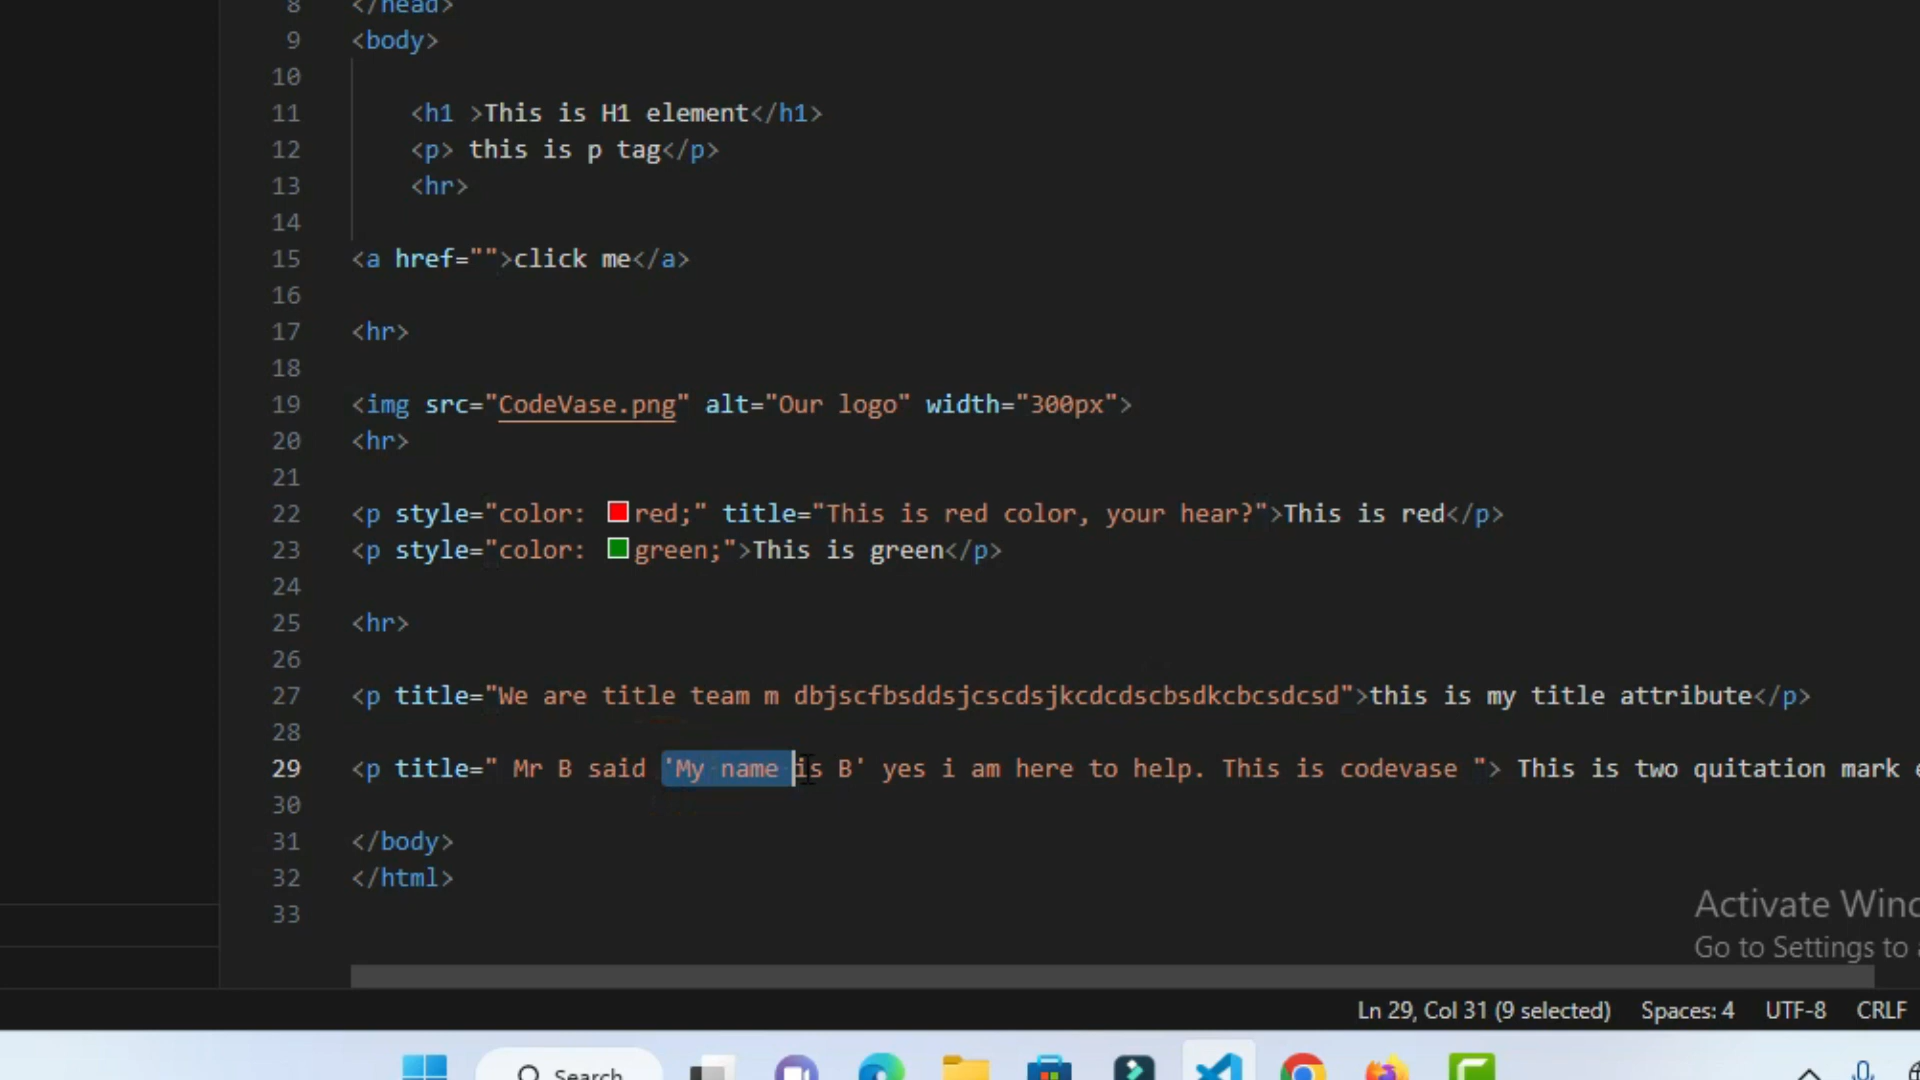 8 </head>
9 <body>
10
11 <h1 >This is H1 element</h1>
12 <p> this is p tag</p>
13 <hr>
14
15 <a href="">click me</a>
16
17 <hr>
18
19 <img src="CodeVase.png" alt="Our logo" width="300px">
20 <hr>
21
22 <p style="color: red;" title="This is red color, your hear?">This is red</p>
23 <p style="color: green;">This is green</p>
24
25 <hr>
26
27 <p title="We are title team m dbjscfbsddsjcscdsjkcdcdscbsdkcbcsdcsd">this is my title attribute</p>
28
29 <p title=" Mr B said 'My name is B' yes i am here to help. This is codevase "> This is two quitation mark
30
31 </body>
32 </html>
33
Activate Wind
Go to Settings to
Ln 29, Col 31 (9 selected) Spaces: 4 UTF-8 CRLF
Search